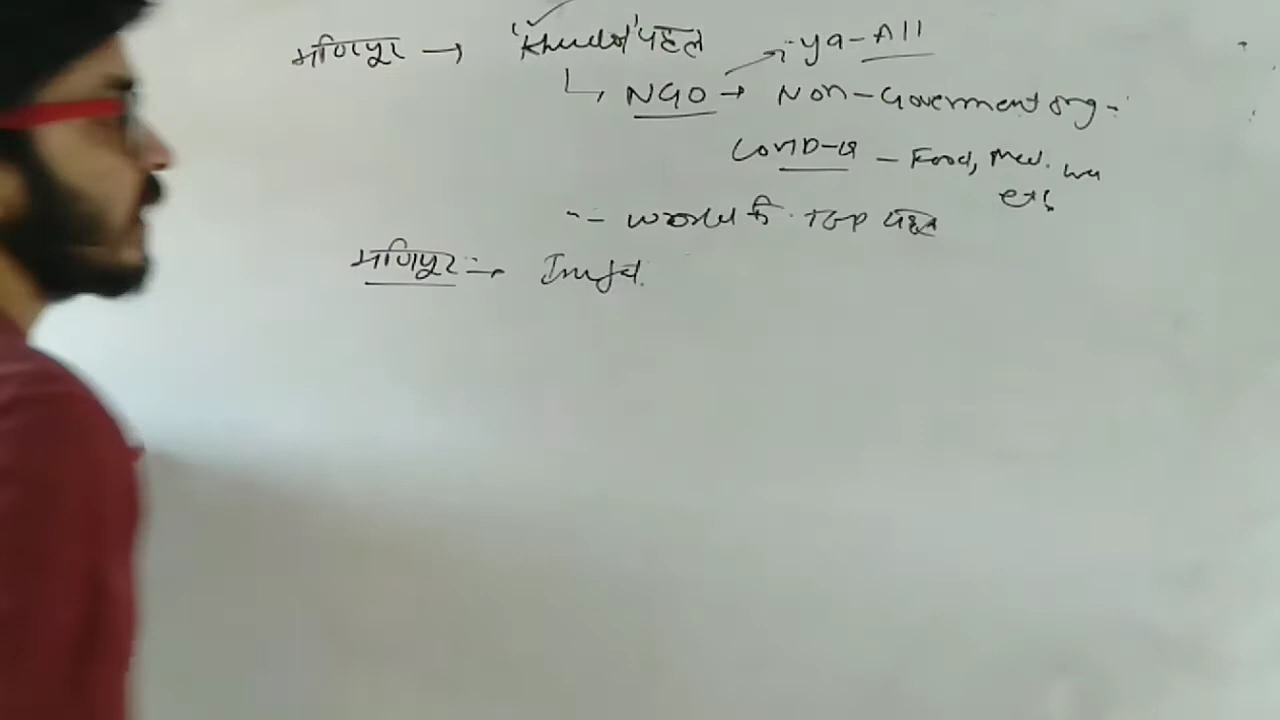 मणिपुर → 'Khudol' पहल
↳ NGO → Non-Government org.
→ ya-All
COVID-19 - Food, Med.
etc
- world की TOP पहल
मणिपुर :→ Imfal.